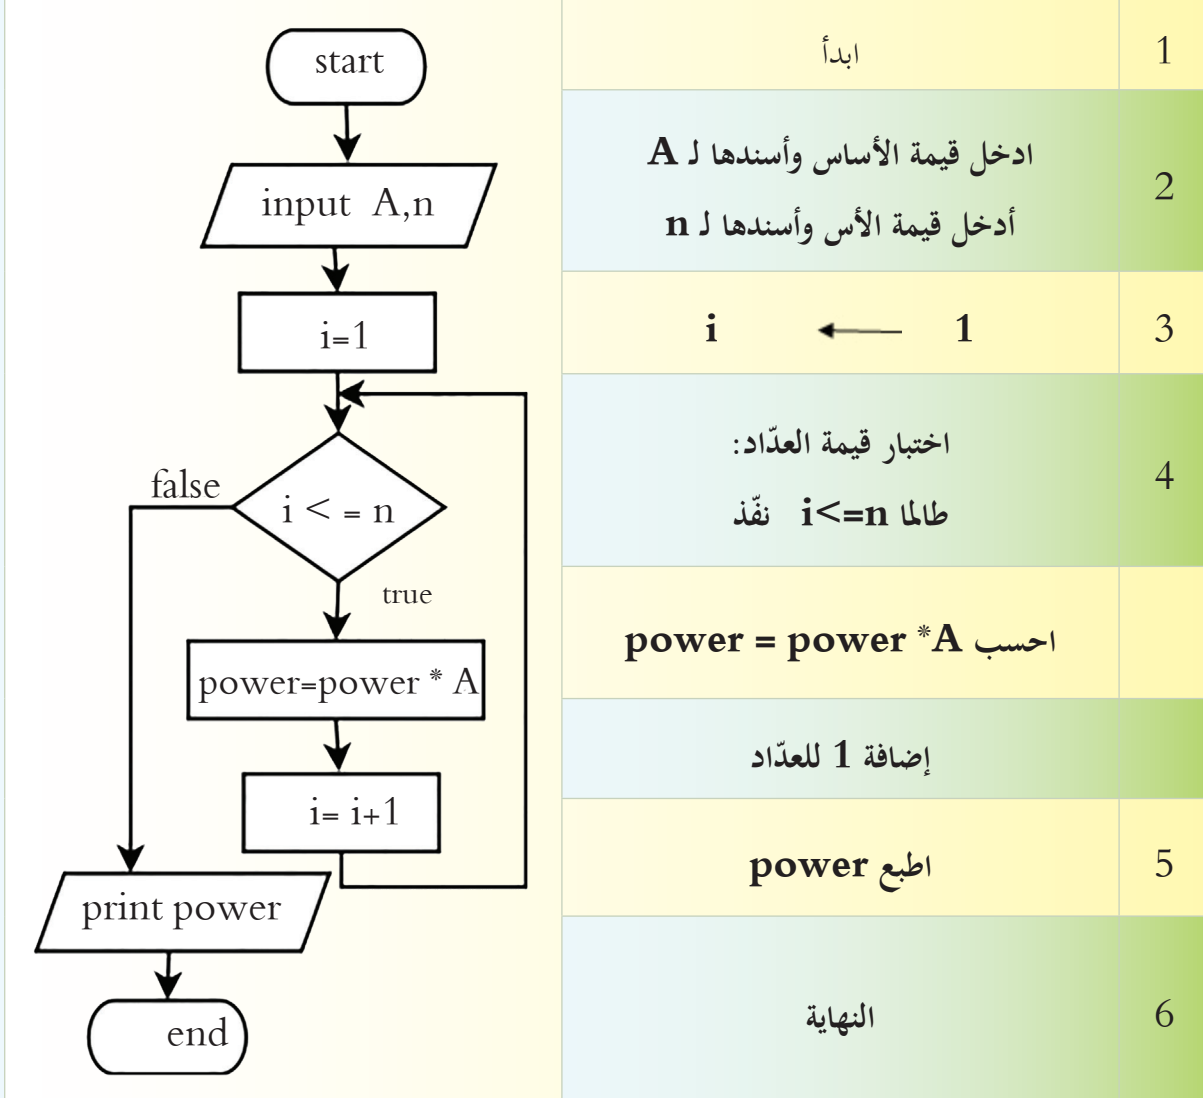 start
input A,n
i=1
i < = n
false
true
power=power * A
i= i+1
print power
end
1 ابدأ
2 ادخل قيمة الأساس وأسندها لـ A
أدخل قيمة الأس وأسندها لـ n
3 1 ← i
4 اختبار قيمة العدّاد:
طالما i<=n نفّذ
احسب power = power *A
إضافة 1 للعدّاد
5 اطبع power
6 النهاية